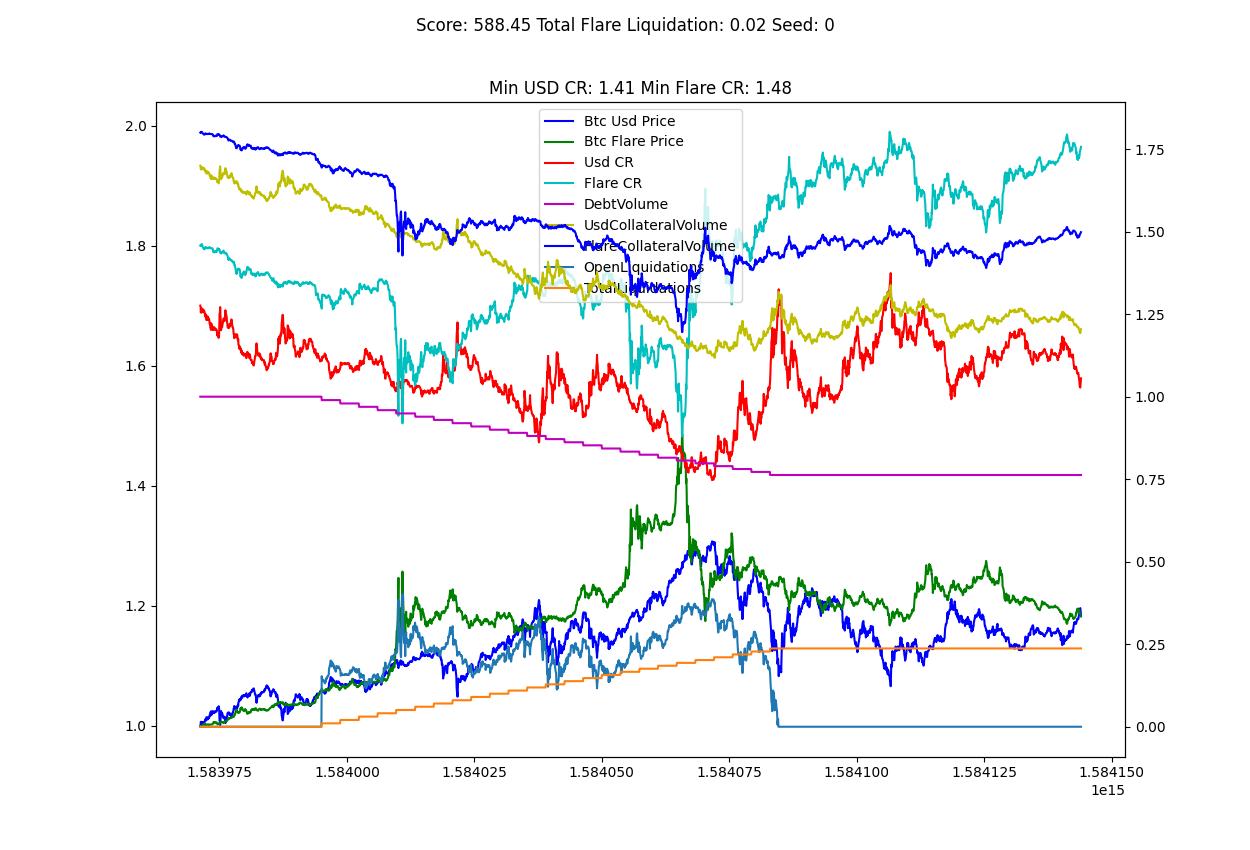 Score: 588.45 Total Flare Liquidation: 0.02 Seed: 0
Min USD CR: 1.41 Min Flare CR: 1.48
Btc Usd Price
Btc Flare Price
Usd CR
Flare CR
DebtVolume
UsdCollateralVolume
FlareCollateralVolume
OpenLiquidations
TotalLiquidations
2.0
1.8
1.6
1.4
1.2
1.0
1.75
1.50
1.25
1.00
0.75
0.50
0.25
0.00
1.583975 1.584000 1.584025 1.584050 1.584075 1.584100 1.584125 1.584150
1e15